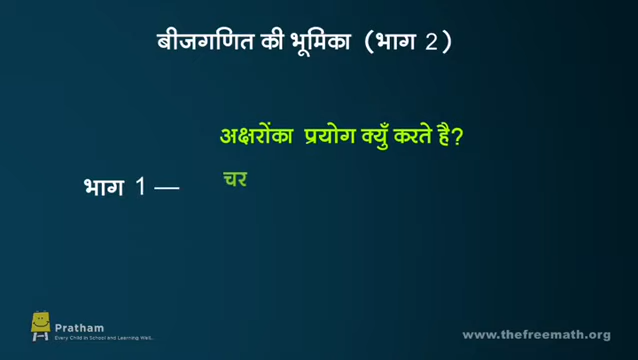 बीजगणित की भूमिका (भाग 2)
अक्षरोंका प्रयोग क्युँ करते है?
चर
भाग 1 —
Pratham
Every Child in School and Learning Well...
www.thefreemath.org